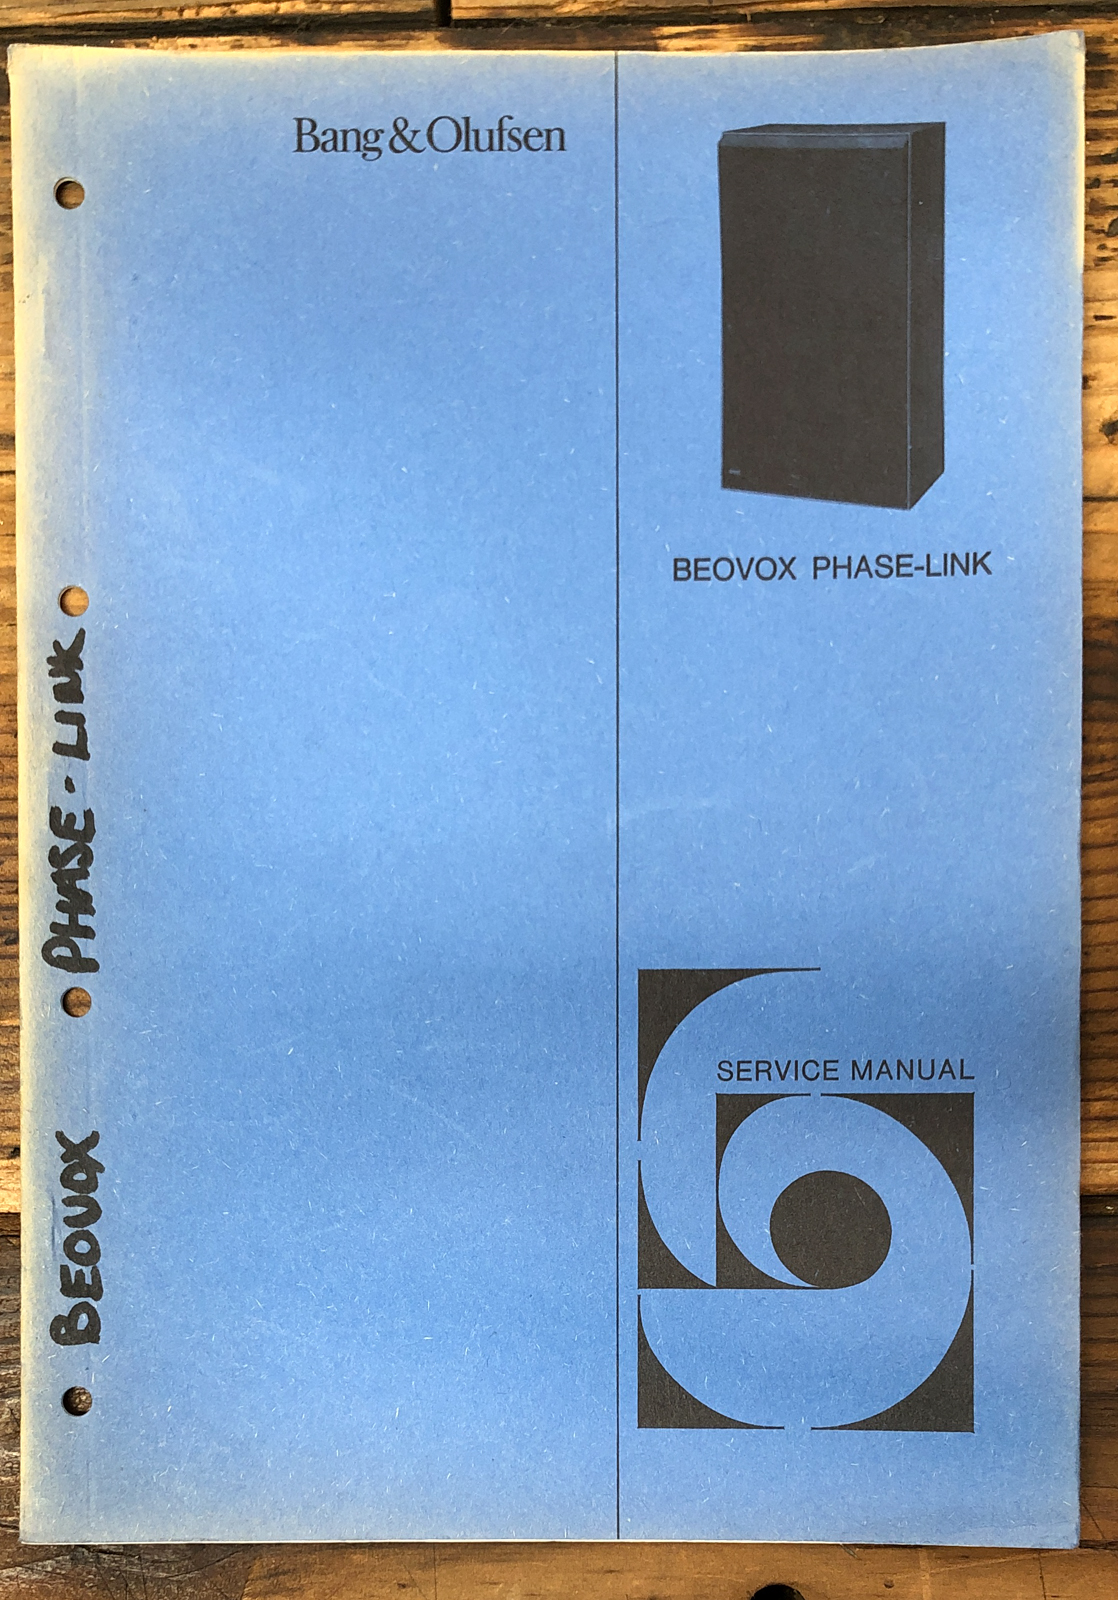 Bang & Olufsen
BEOVOX PHASE-LINK
SERVICE MANUAL
BEOVOX PHASE-LINK